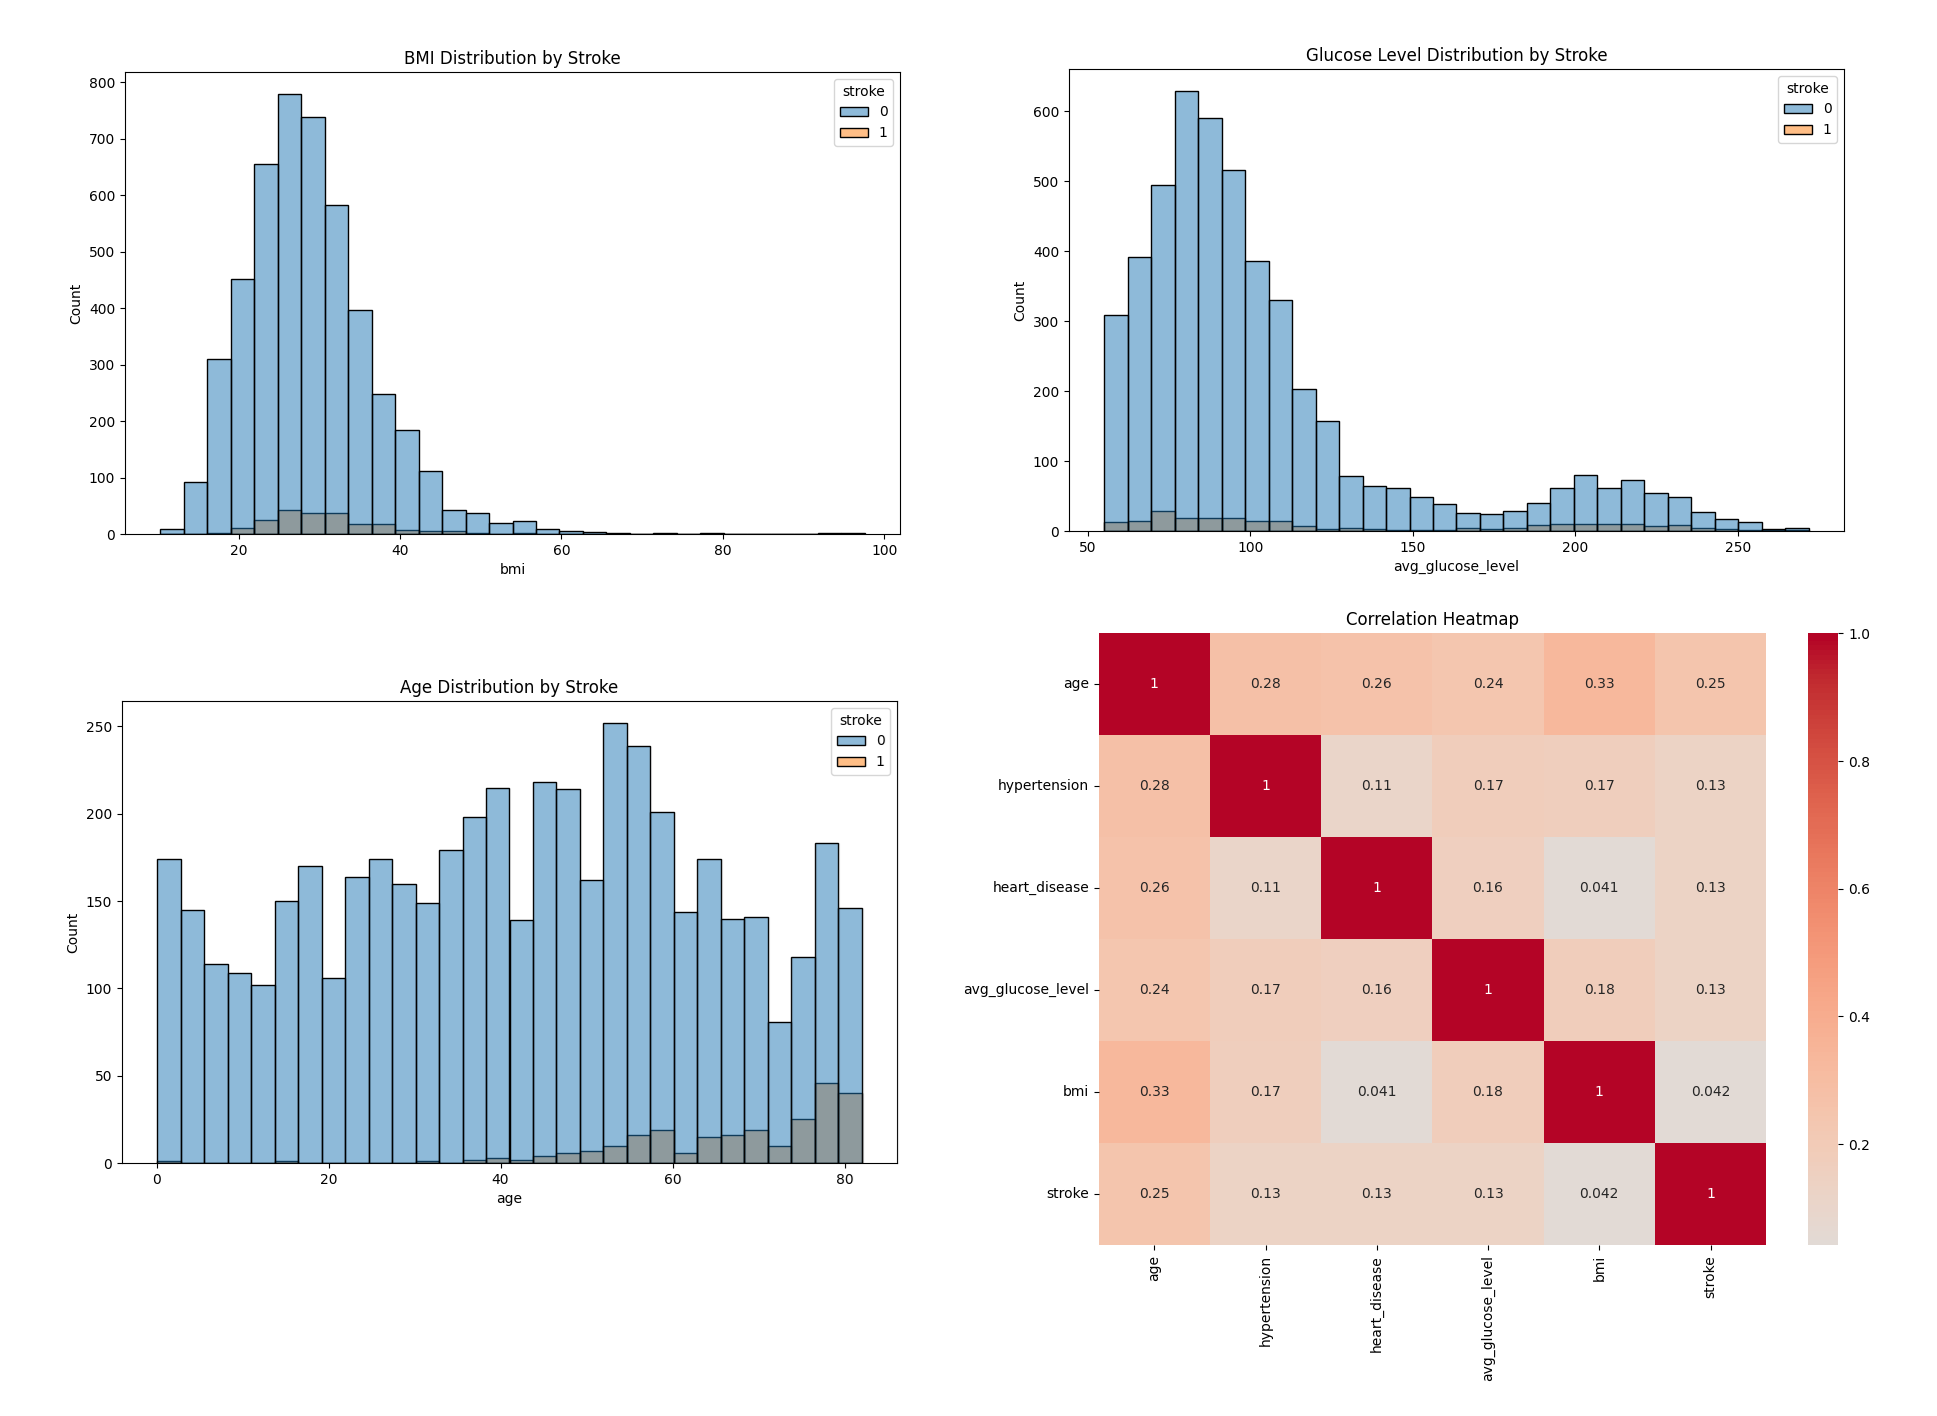 BMI Distribution by Stroke
800
700
600
500
400
300
200
100
0
Count
20 40 60 80 100
bmi
stroke
0
1
Glucose Level Distribution by Stroke
600
500
400
300
200
100
0
Count
50 100 150 200 250
avg_glucose_level
stroke
0
1
Age Distribution by Stroke
250
200
150
100
50
0
Count
0 20 40 60 80
age
stroke
0
1
Correlation Heatmap
age 1 0.28 0.26 0.24 0.33 0.25
hypertension 0.28 1 0.11 0.17 0.17 0.13
heart_disease 0.26 0.11 1 0.16 0.041 0.13
avg_glucose_level 0.24 0.17 0.16 1 0.18 0.13
bmi 0.33 0.17 0.041 0.18 1 0.042
stroke 0.25 0.13 0.13 0.13 0.042 1
age hypertension heart_disease avg_glucose_level bmi stroke
1.0
0.8
0.6
0.4
0.2